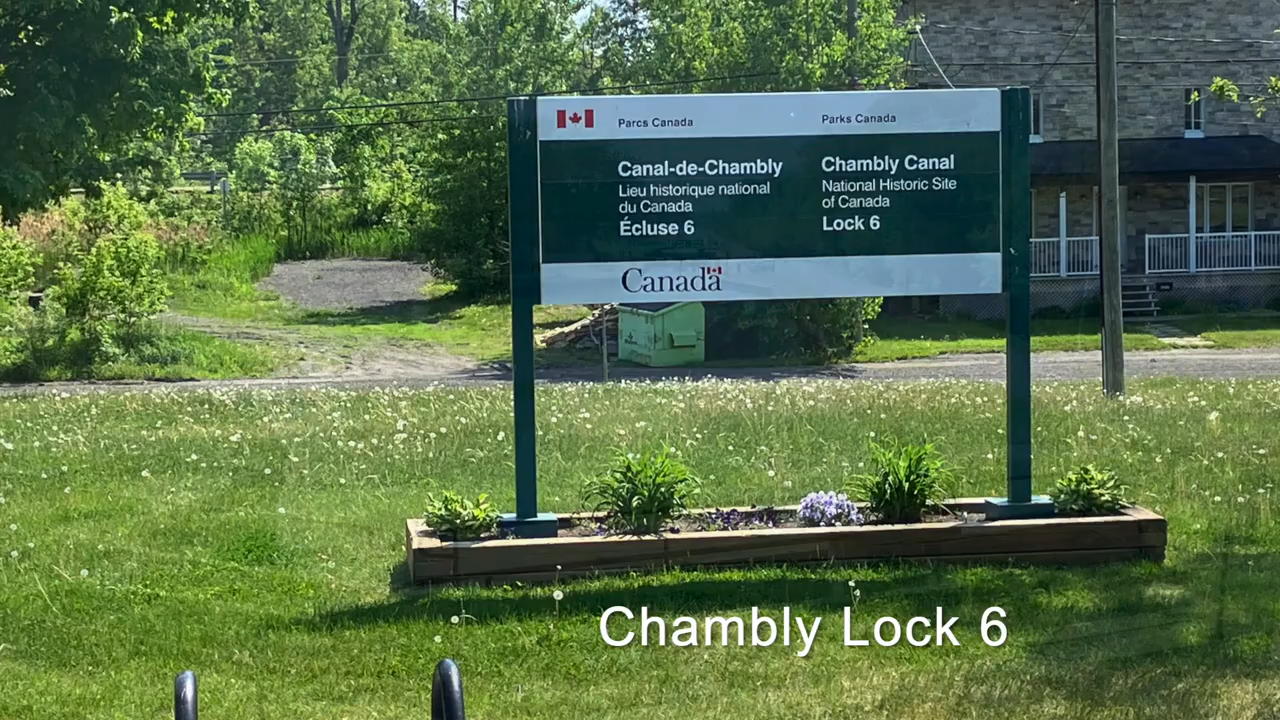 Parcs Canada
Parks Canada
Canal-de-Chambly
Lieu historique national
du Canada
Écluse 6
Chambly Canal
National Historic Site
of Canada
Lock 6
Canada
Chambly Lock 6